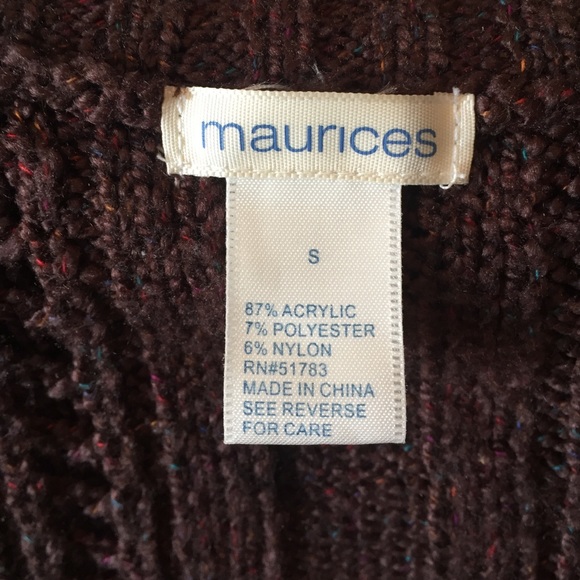 maurices
S
87% ACRYLIC
7% POLYESTER
6% NYLON
RN#51783
MADE IN CHINA
SEE REVERSE
FOR CARE